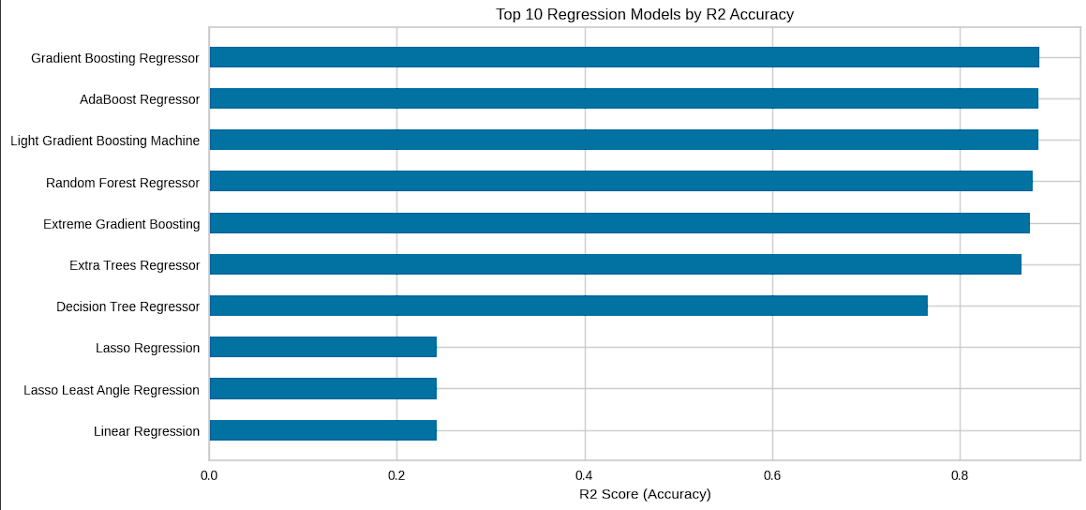 Top 10 Regression Models by R2 Accuracy
Gradient Boosting Regressor
AdaBoost Regressor
Light Gradient Boosting Machine
Random Forest Regressor
Extreme Gradient Boosting
Extra Trees Regressor
Decision Tree Regressor
Lasso Regression
Lasso Least Angle Regression
Linear Regression
0.0 0.2 0.4 0.6 0.8
R2 Score (Accuracy)